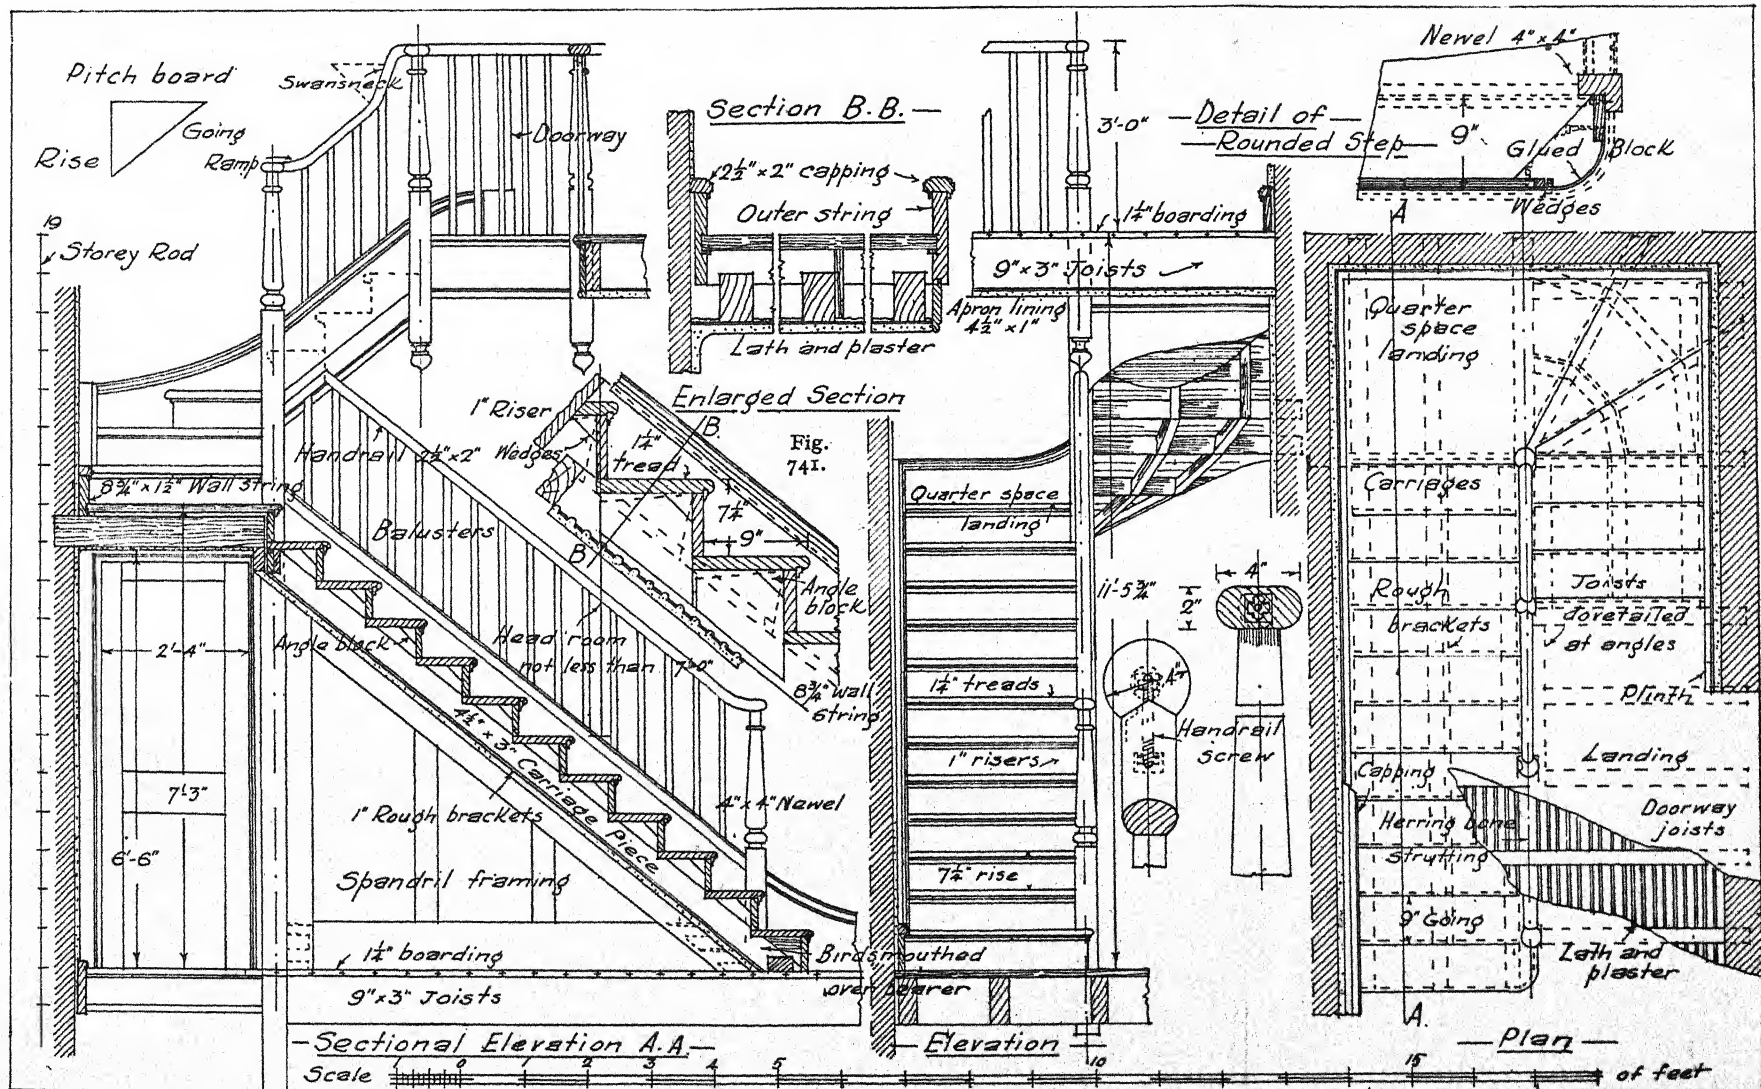 Pitch board
Going
Rise
Swansneck
Ramp
Doorway
19
Storey Rod
Section B.B.
2½" × 2" capping
Outer string
Lath and plaster
3'-0"
1¼" boarding
9" × 3" Joists
Apron lining
4½" × 1"
Detail of
Rounded Step
Newel 4" × 4"
9"
Glued Block
Wedges
A
Quarter
space
landing
Carriages
Rough
brackets
Joists
dovetailed
at angles
Plinth
Landing
Capping
Herring bone
strutting
Doorway
joists
9" Going
Lath and
plaster
A.
Plan
Enlarged Section
Fig.
741.
1" Riser
Wedges
1¼"
tread
B.
7¼"
9"
B
Angle
block
8¾" Wall
string
Handrail 2½" × 2"
8¾" × 1½" Wall String
Balusters
Angle block
Head room
not less than 7'-0"
2'-4"
7'3"
6'-6"
4½" × 3" Carriage Piece
1" Rough brackets
4" × 4" Newel
Spandril framing
1¼" boarding
9" × 3" Joists
Birdsmouthed
over bearer
Sectional Elevation A.A
Quarter space
landing
11'-5¾"
1¼" treads
1" risers
7¼" rise
Elevation
4"
2"
4"
Handrail
screw
Scale 1 0 1 2 3 4 5 10 15 of feet